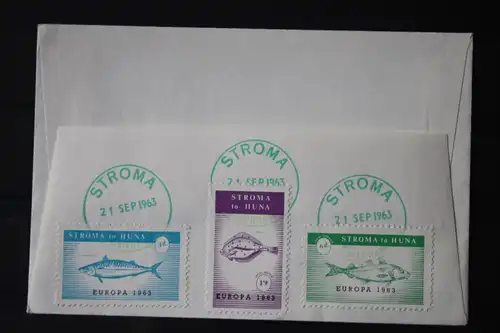 STROMA
21 SEP 1963
STROMA
21 SEP 1963
STROMA
21 SEP 1963
STROMA to HUNA
EUROPA 1963
STROMA
to HUNA
1'9
EUROPA 1963
STROMA to HUNA
EUROPA 1963